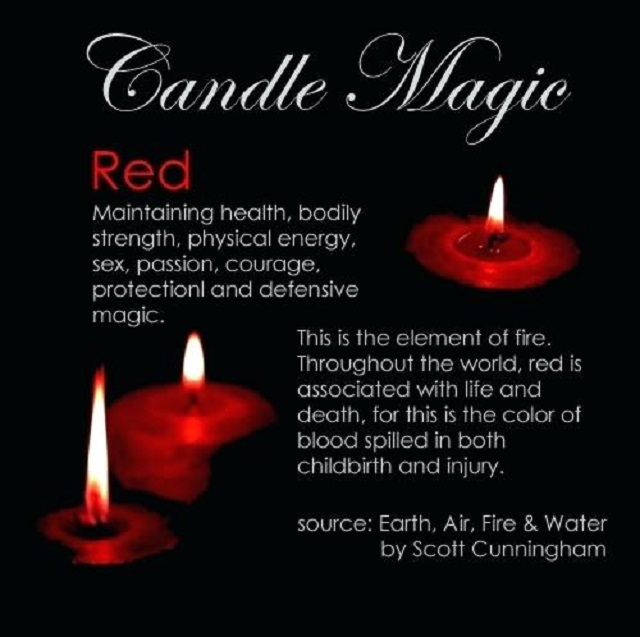 Candle Magic
Red
Maintaining health, bodily
strength, physical energy,
sex, passion, courage,
protectionl and defensive
magic.
This is the element of fire.
Throughout the world, red is
associated with life and
death, for this is the color of
blood spilled in both
childbirth and injury.
source: Earth, Air, Fire & Water
by Scott Cunningham